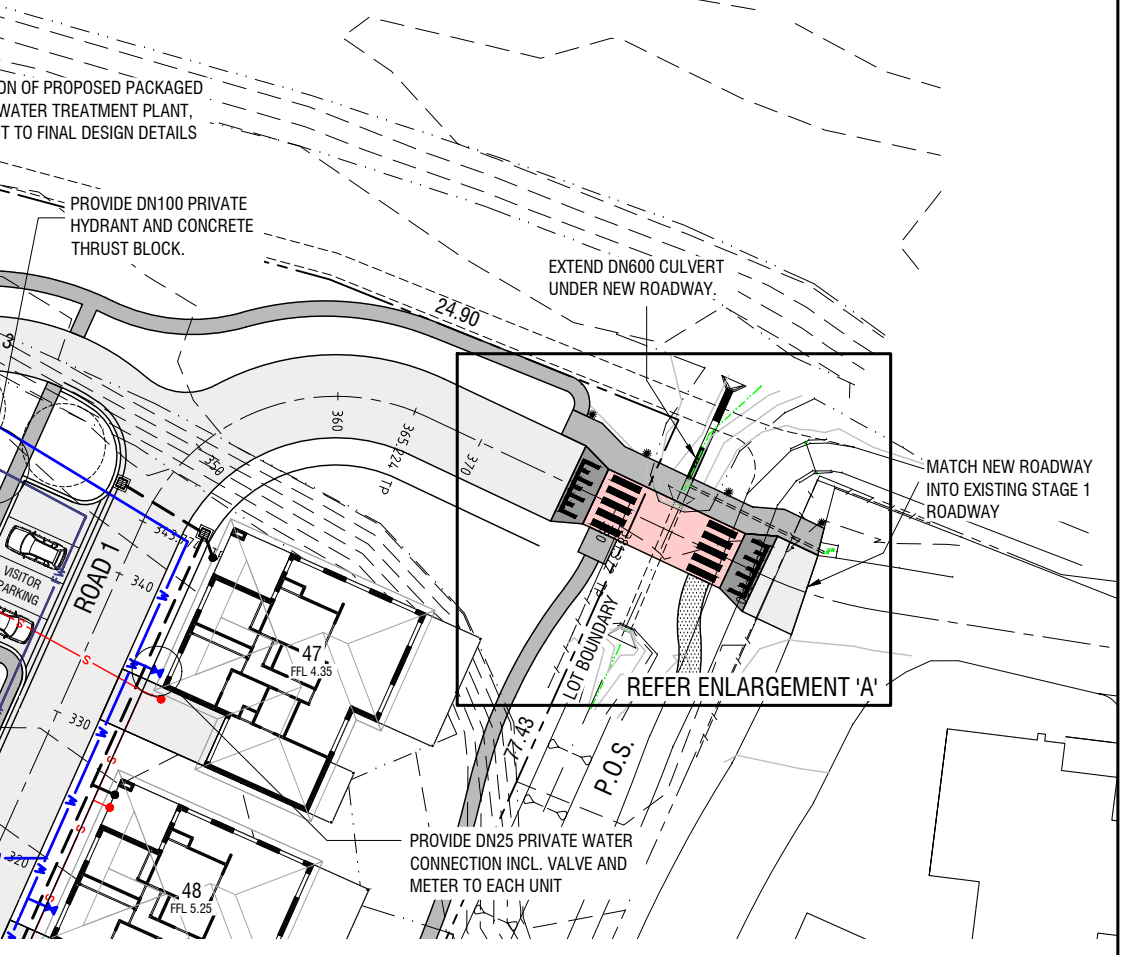 ON OF PROPOSED PACKAGED
WATER TREATMENT PLANT,
T TO FINAL DESIGN DETAILS
PROVIDE DN100 PRIVATE
HYDRANT AND CONCRETE
THRUST BLOCK.
EXTEND DN600 CULVERT
UNDER NEW ROADWAY.
24.90
3
360
365.224 TP
370
350
MATCH NEW ROADWAY
INTO EXISTING STAGE 1
ROADWAY
VISITOR
PARKING
ROAD 1
T 340
S
S
W
47
FFL 4.35
LOT BOUNDARY
REFER ENLARGEMENT 'A'
T 330
W
S
77.43
P.O.S.
W
S
320
W
S
W
48
FFL 5.25
PROVIDE DN25 PRIVATE WATER
CONNECTION INCL. VALVE AND
METER TO EACH UNIT